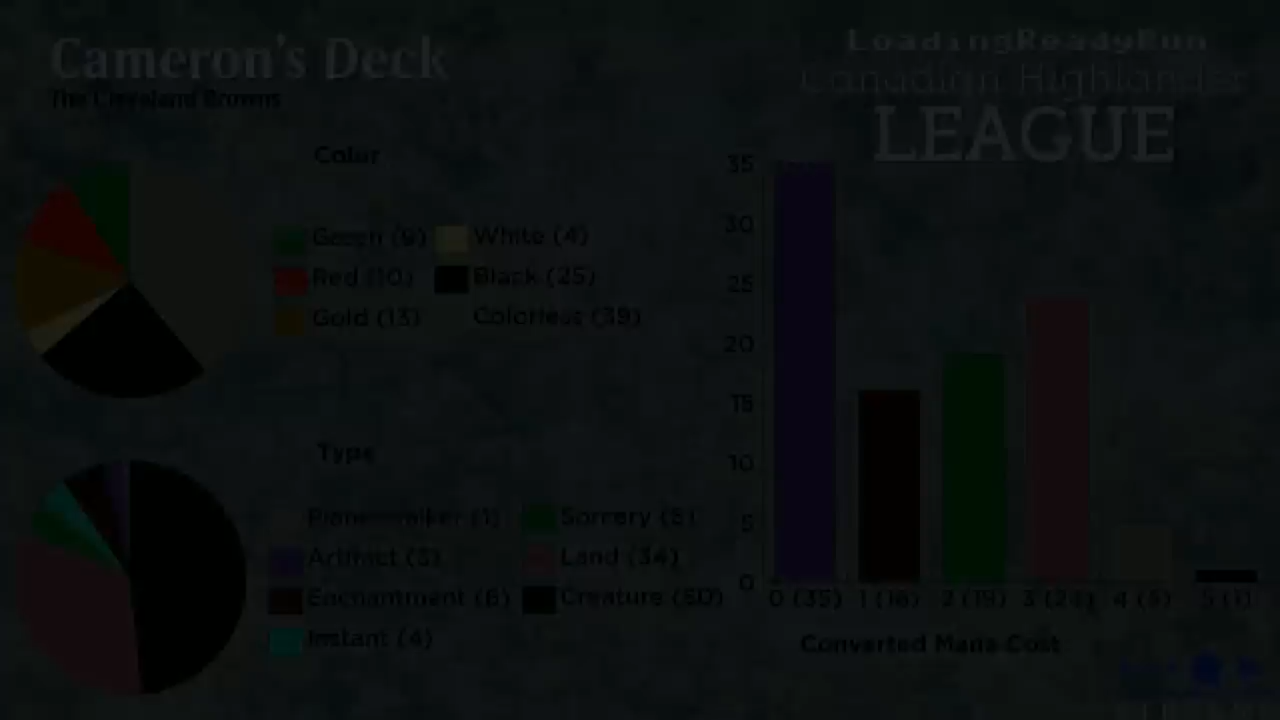 Cameron's Deck
The Cleveland Browns
LoadingReadyRun
Canadian Highlander
LEAGUE
Color
Green (9)
White (4)
Red (10)
Black (25)
Gold (13)
Colorless (39)
Type
Planeswalker (1)
Sorcery (5)
Artifact (3)
Land (34)
Enchantment (6)
Creature (50)
Instant (4)
35
30
25
20
15
10
5
0
0 (35) 1 (16) 2 (19) 3 (24) 4 (5) 5 (1)
Converted Mana Cost